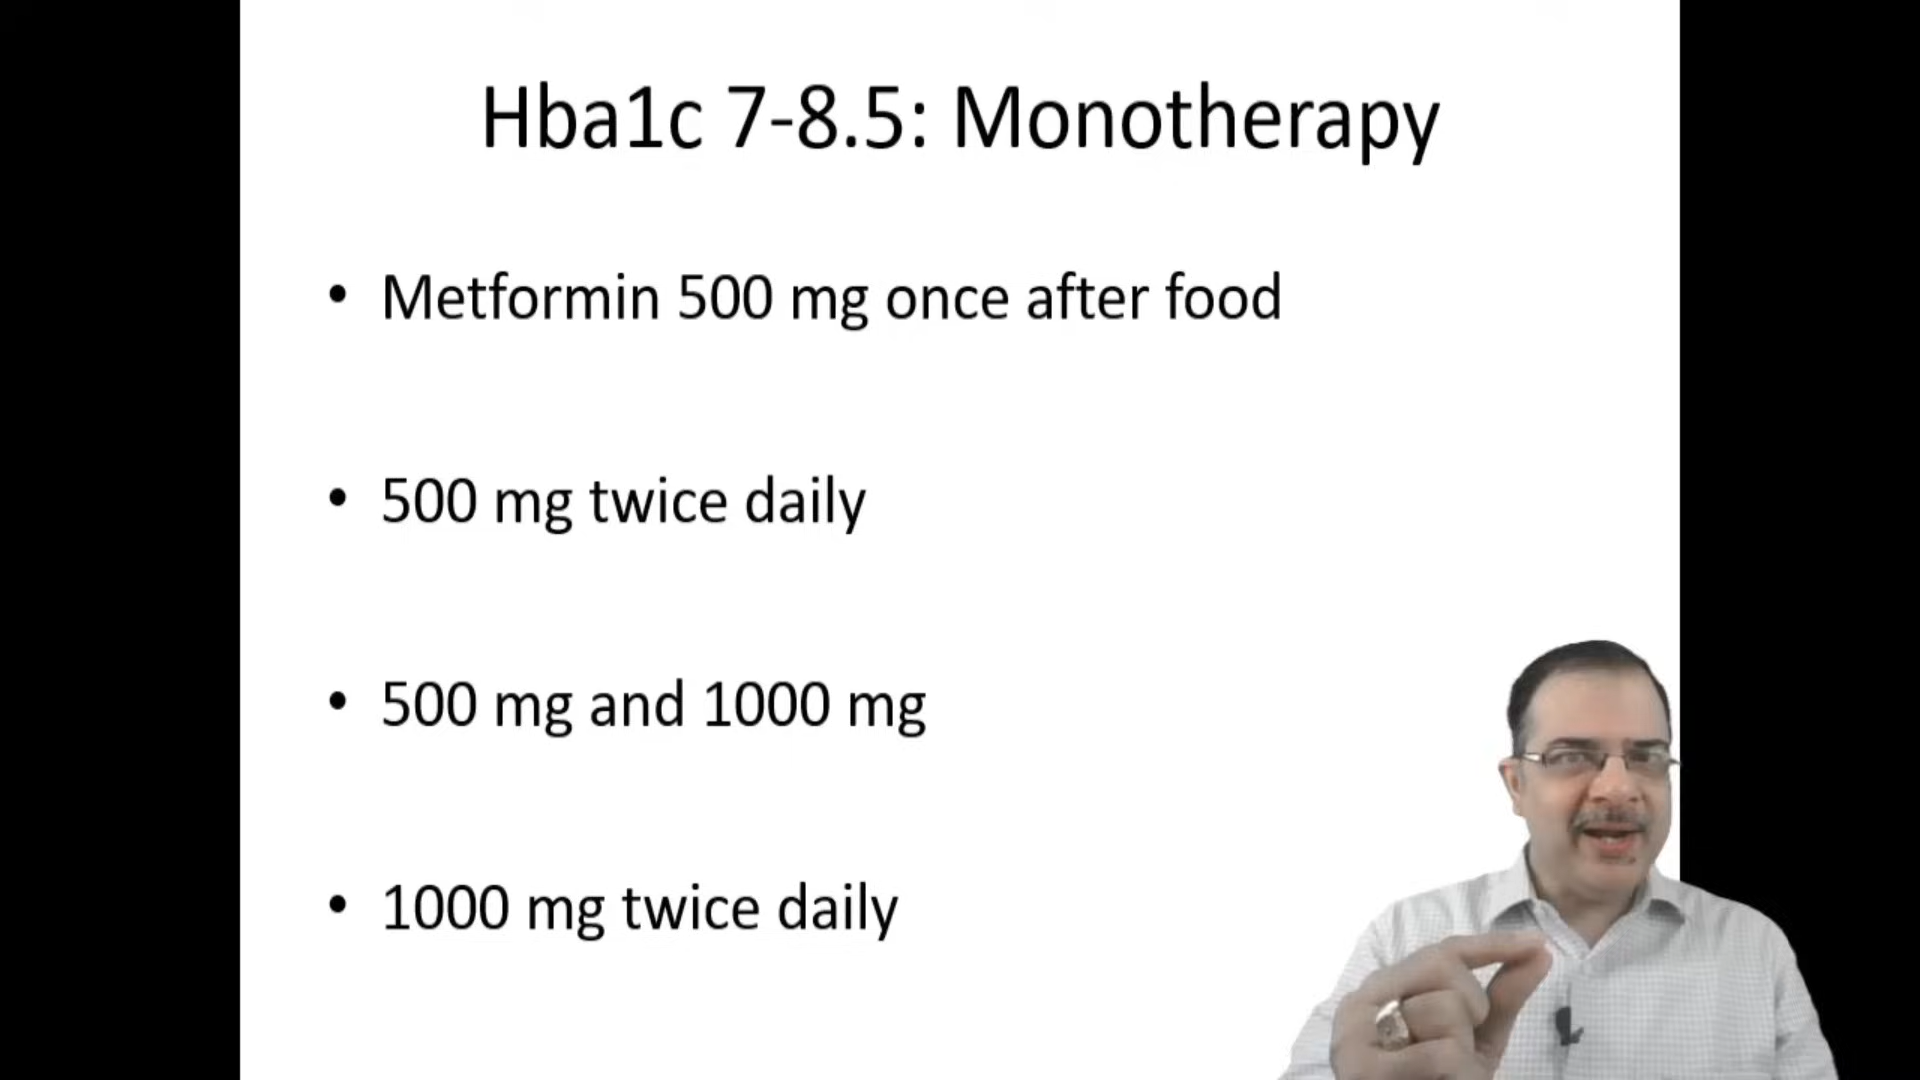 Hba1c 7-8.5: Monotherapy
• Metformin 500 mg once after food
• 500 mg twice daily
• 500 mg and 1000 mg
• 1000 mg twice daily